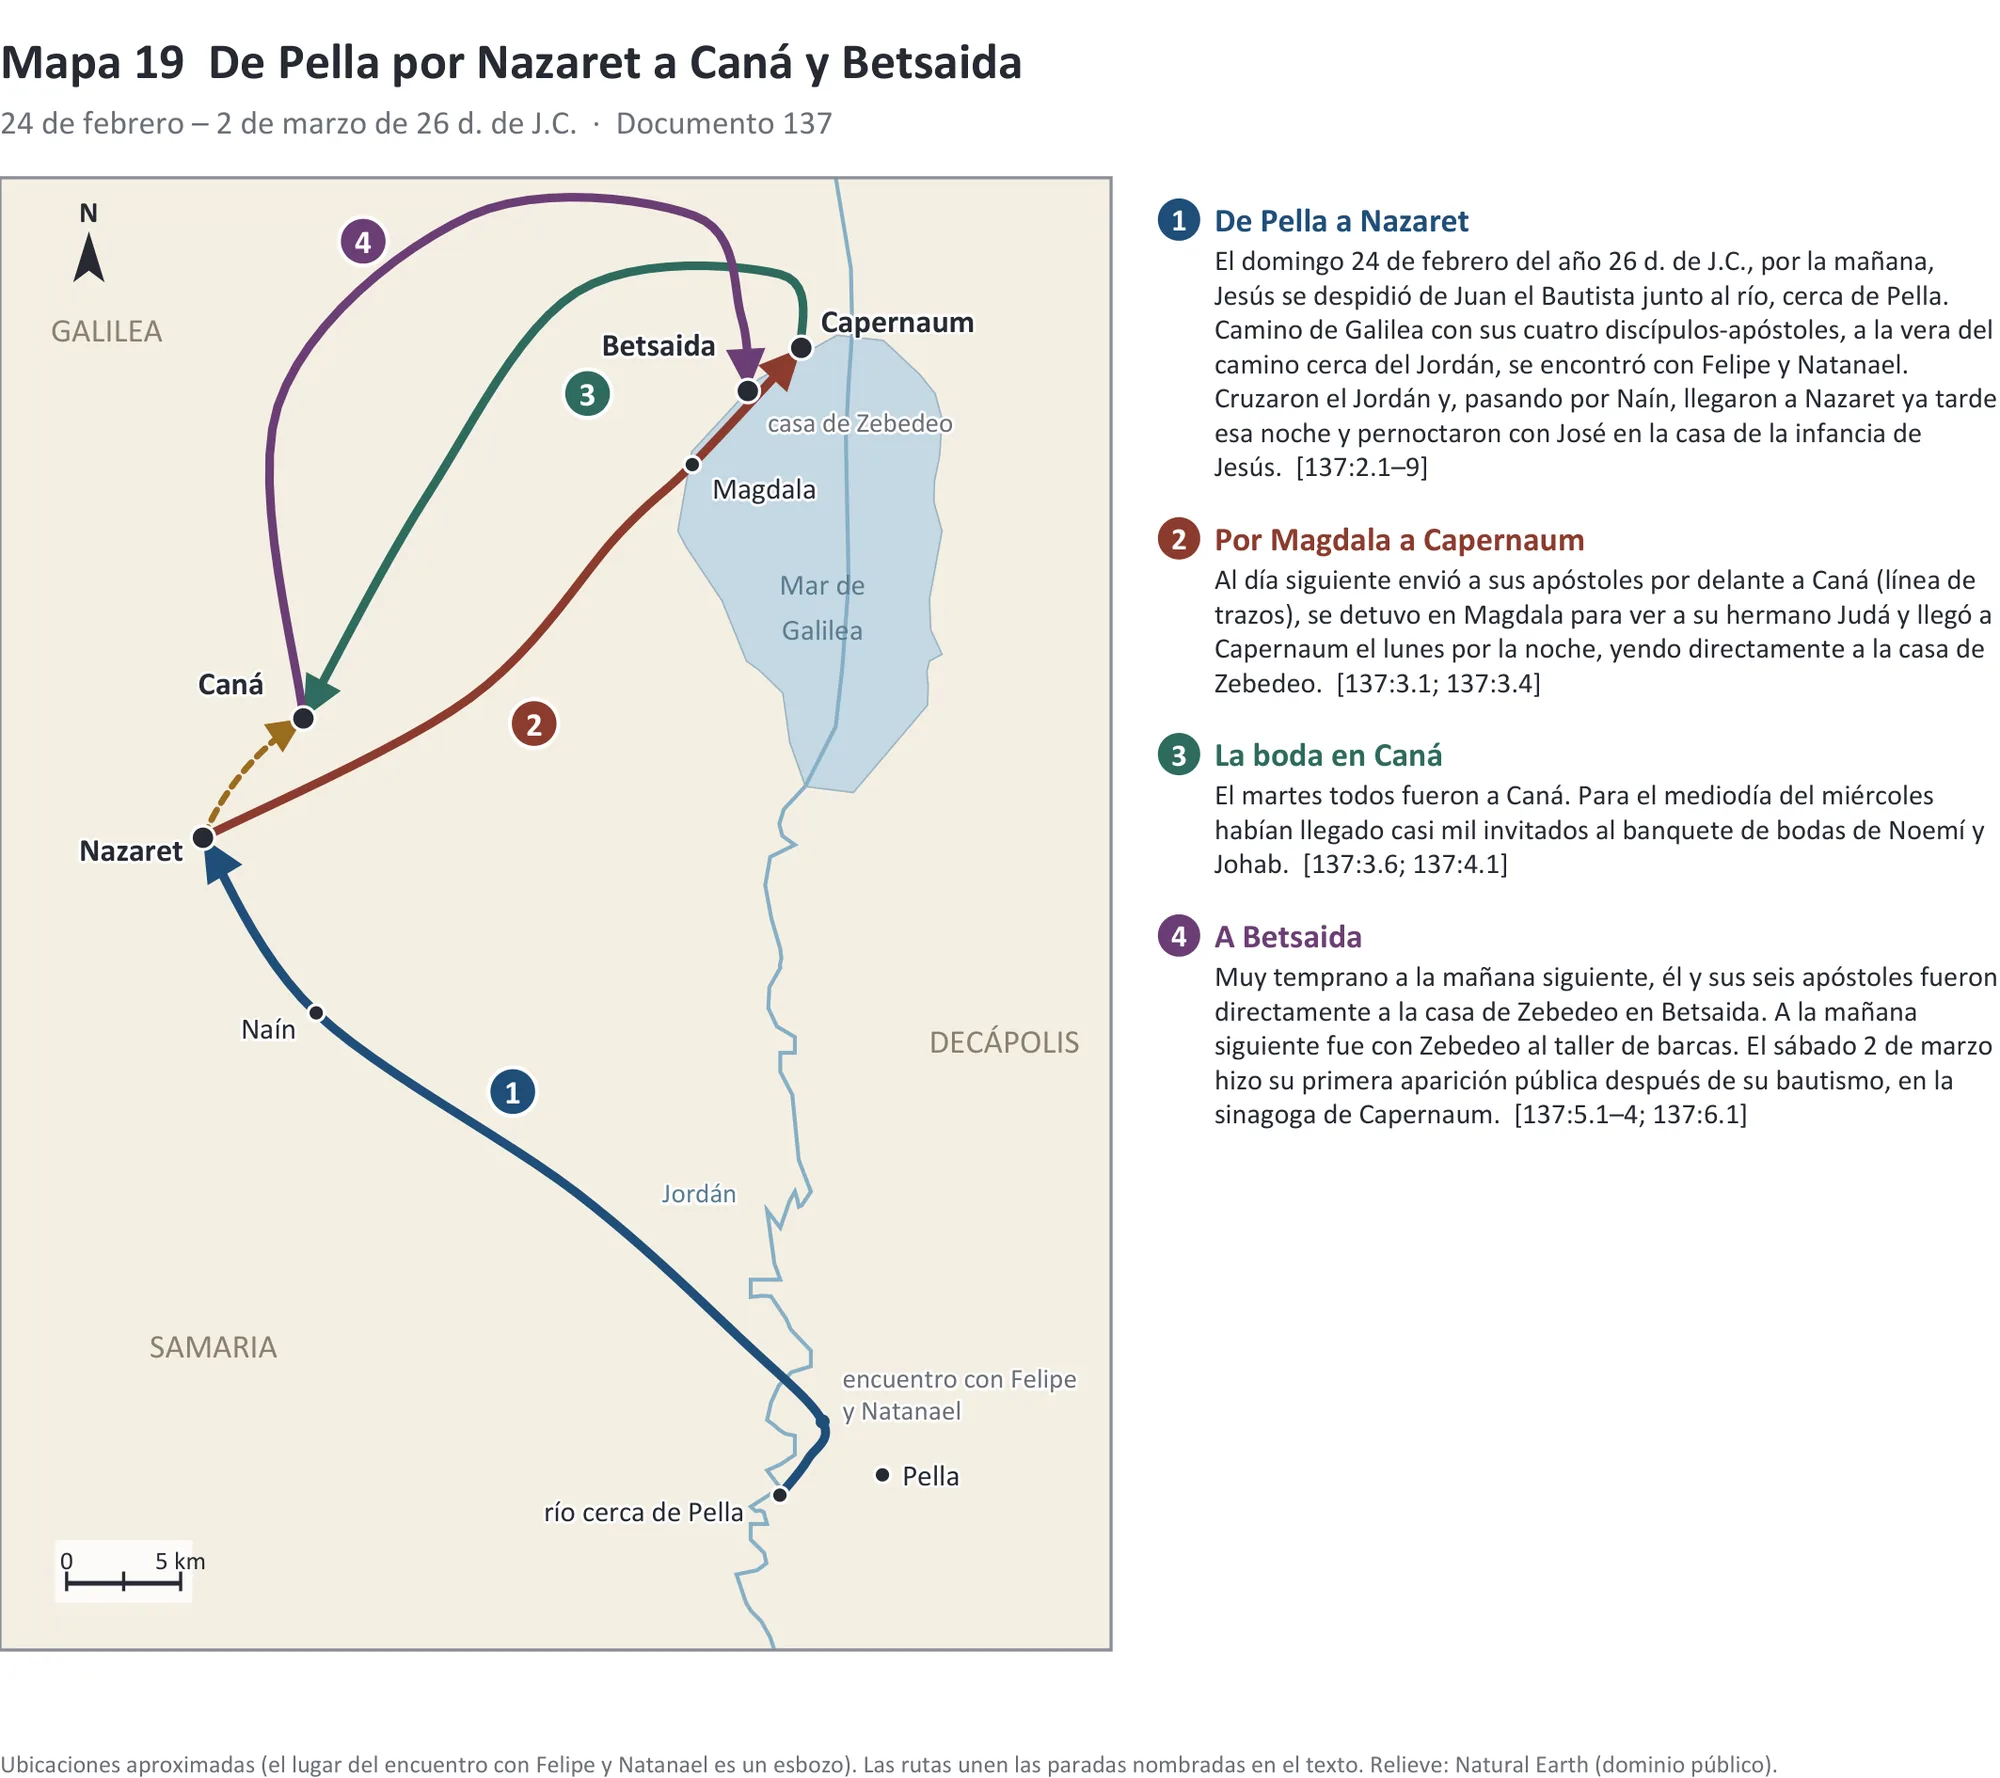 Mapa 19  De Pella por Nazaret a Caná y Betsaida
24 de febrero – 2 de marzo de 26 d. de J.C. · Documento 137
N
4
GALILEA
Capernaum
Betsaida
3
casa de Zebedeo
Magdala
Mar de
Galilea
Caná
2
Nazaret
Naín
DECÁPOLIS
1
Jordán
SAMARIA
encuentro con Felipe
y Natanael
Pella
río cerca de Pella
0 5 km
1 De Pella a Nazaret
El domingo 24 de febrero del año 26 d. de J.C., por la mañana,
Jesús se despidió de Juan el Bautista junto al río, cerca de Pella.
Camino de Galilea con sus cuatro discípulos-apóstoles, a la vera del
camino cerca del Jordán, se encontró con Felipe y Natanael.
Cruzaron el Jordán y, pasando por Naín, llegaron a Nazaret ya tarde
esa noche y pernoctaron con José en la casa de la infancia de
Jesús. [137:2.1–9]
2 Por Magdala a Capernaum
Al día siguiente envió a sus apóstoles por delante a Caná (línea de
trazos), se detuvo en Magdala para ver a su hermano Judá y llegó a
Capernaum el lunes por la noche, yendo directamente a la casa de
Zebedeo. [137:3.1; 137:3.4]
3 La boda en Caná
El martes todos fueron a Caná. Para el mediodía del miércoles
habían llegado casi mil invitados al banquete de bodas de Noemí y
Johab. [137:3.6; 137:4.1]
4 A Betsaida
Muy temprano a la mañana siguiente, él y sus seis apóstoles fueron
directamente a la casa de Zebedeo en Betsaida. A la mañana
siguiente fue con Zebedeo al taller de barcas. El sábado 2 de marzo
hizo su primera aparición pública después de su bautismo, en la
sinagoga de Capernaum. [137:5.1–4; 137:6.1]
Ubicaciones aproximadas (el lugar del encuentro con Felipe y Natanael es un esbozo). Las rutas unen las paradas nombradas en el texto. Relieve: Natural Earth (dominio público).